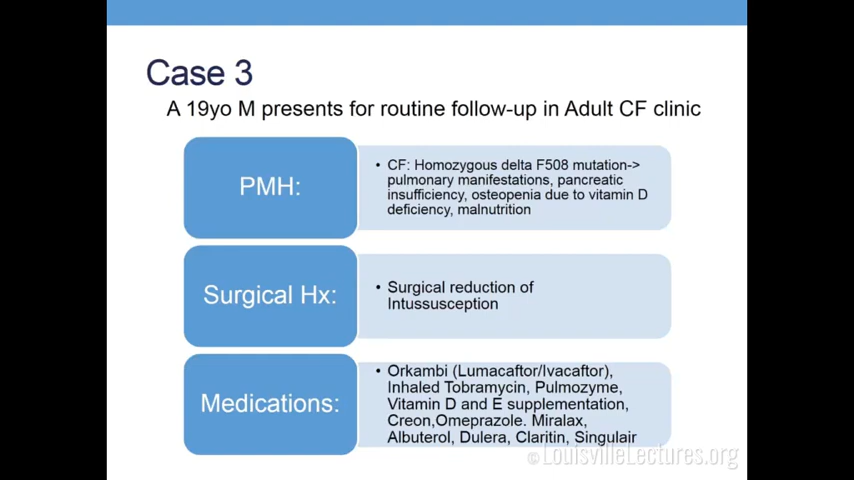 Case 3
A 19yo M presents for routine follow-up in Adult CF clinic
PMH:
• CF: Homozygous delta F508 mutation->
pulmonary manifestations, pancreatic
insufficiency, osteopenia due to vitamin D
deficiency, malnutrition
Surgical Hx:
• Surgical reduction of
Intussusception
Medications:
• Orkambi (Lumacaftor/Ivacaftor),
Inhaled Tobramycin, Pulmozyme,
Vitamin D and E supplementation,
Creon,Omeprazole. Miralax,
Albuterol, Dulera, Claritin, Singulair
©LouisvilleLectures.org